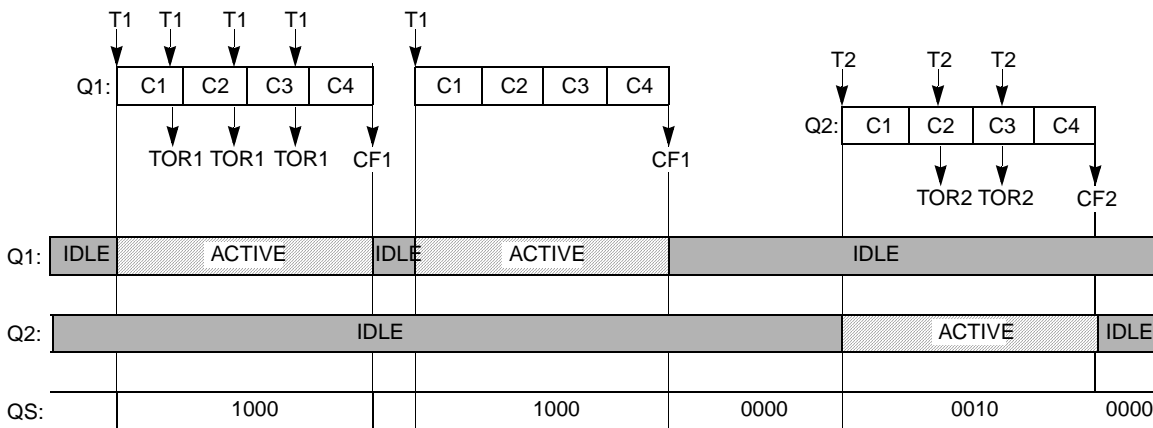 T1 T1 T1 T1 T1
T2 T2 T2
Q1: C1 C2 C3 C4 C1 C2 C3 C4
Q2: C1 C2 C3 C4
TOR1 TOR1 TOR1 CF1 CF1
TOR2 TOR2 CF2
Q1: IDLE ACTIVE IDLE ACTIVE IDLE
Q2: IDLE ACTIVE IDLE
QS: 1000 1000 0000 0010 0000